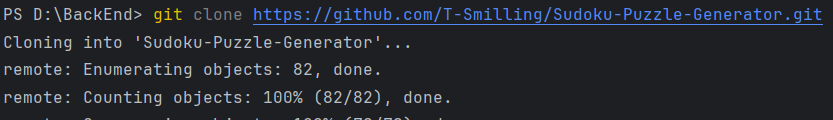 PS D:\BackEnd> git clone https://github.com/T-Smilling/Sudoku-Puzzle-Generator.git
Cloning into 'Sudoku-Puzzle-Generator'...
remote: Enumerating objects: 82, done.
remote: Counting objects: 100% (82/82), done.